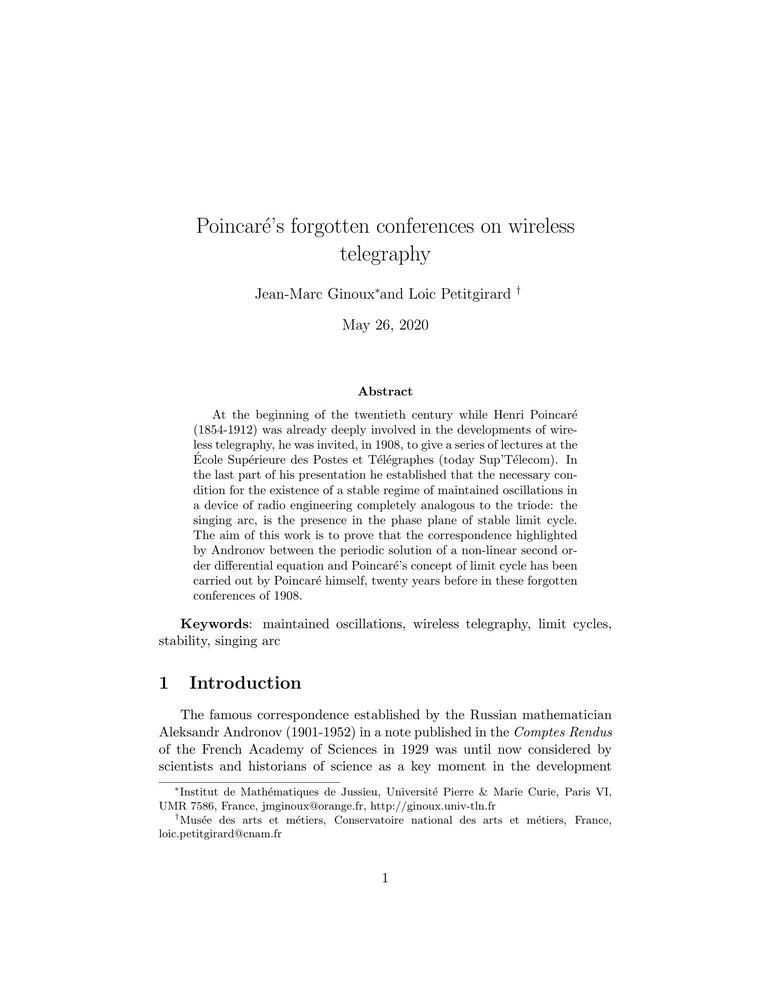 Poincaré's forgotten conferences on wireless
telegraphy
Jean-Marc Ginoux*and Loic Petitgirard †
May 26, 2020
Abstract
At the beginning of the twentieth century while Henri Poincaré
(1854-1912) was already deeply involved in the developments of wire-
less telegraphy, he was invited, in 1908, to give a series of lectures at the
École Supérieure des Postes et Télégraphes (today Sup'Télecom). In
the last part of his presentation he established that the necessary con-
dition for the existence of a stable regime of maintained oscillations in
a device of radio engineering completely analogous to the triode: the
singing arc, is the presence in the phase plane of stable limit cycle.
The aim of this work is to prove that the correspondence highlighted
by Andronov between the periodic solution of a non-linear second or-
der differential equation and Poincaré's concept of limit cycle has been
carried out by Poincaré himself, twenty years before in these forgotten
conferences of 1908.
Keywords: maintained oscillations, wireless telegraphy, limit cycles,
stability, singing arc
1 Introduction
The famous correspondence established by the Russian mathematician
Aleksandr Andronov (1901-1952) in a note published in the Comptes Rendus
of the French Academy of Sciences in 1929 was until now considered by
scientists and historians of science as a key moment in the development
*Institut de Mathématiques de Jussieu, Université Pierre & Marie Curie, Paris VI,
UMR 7586, France, jmginoux@orange.fr, http://ginoux.univ-tln.fr
†Musée des arts et métiers, Conservatoire national des arts et métiers, France,
loic.petitgirard@cnam.fr
1